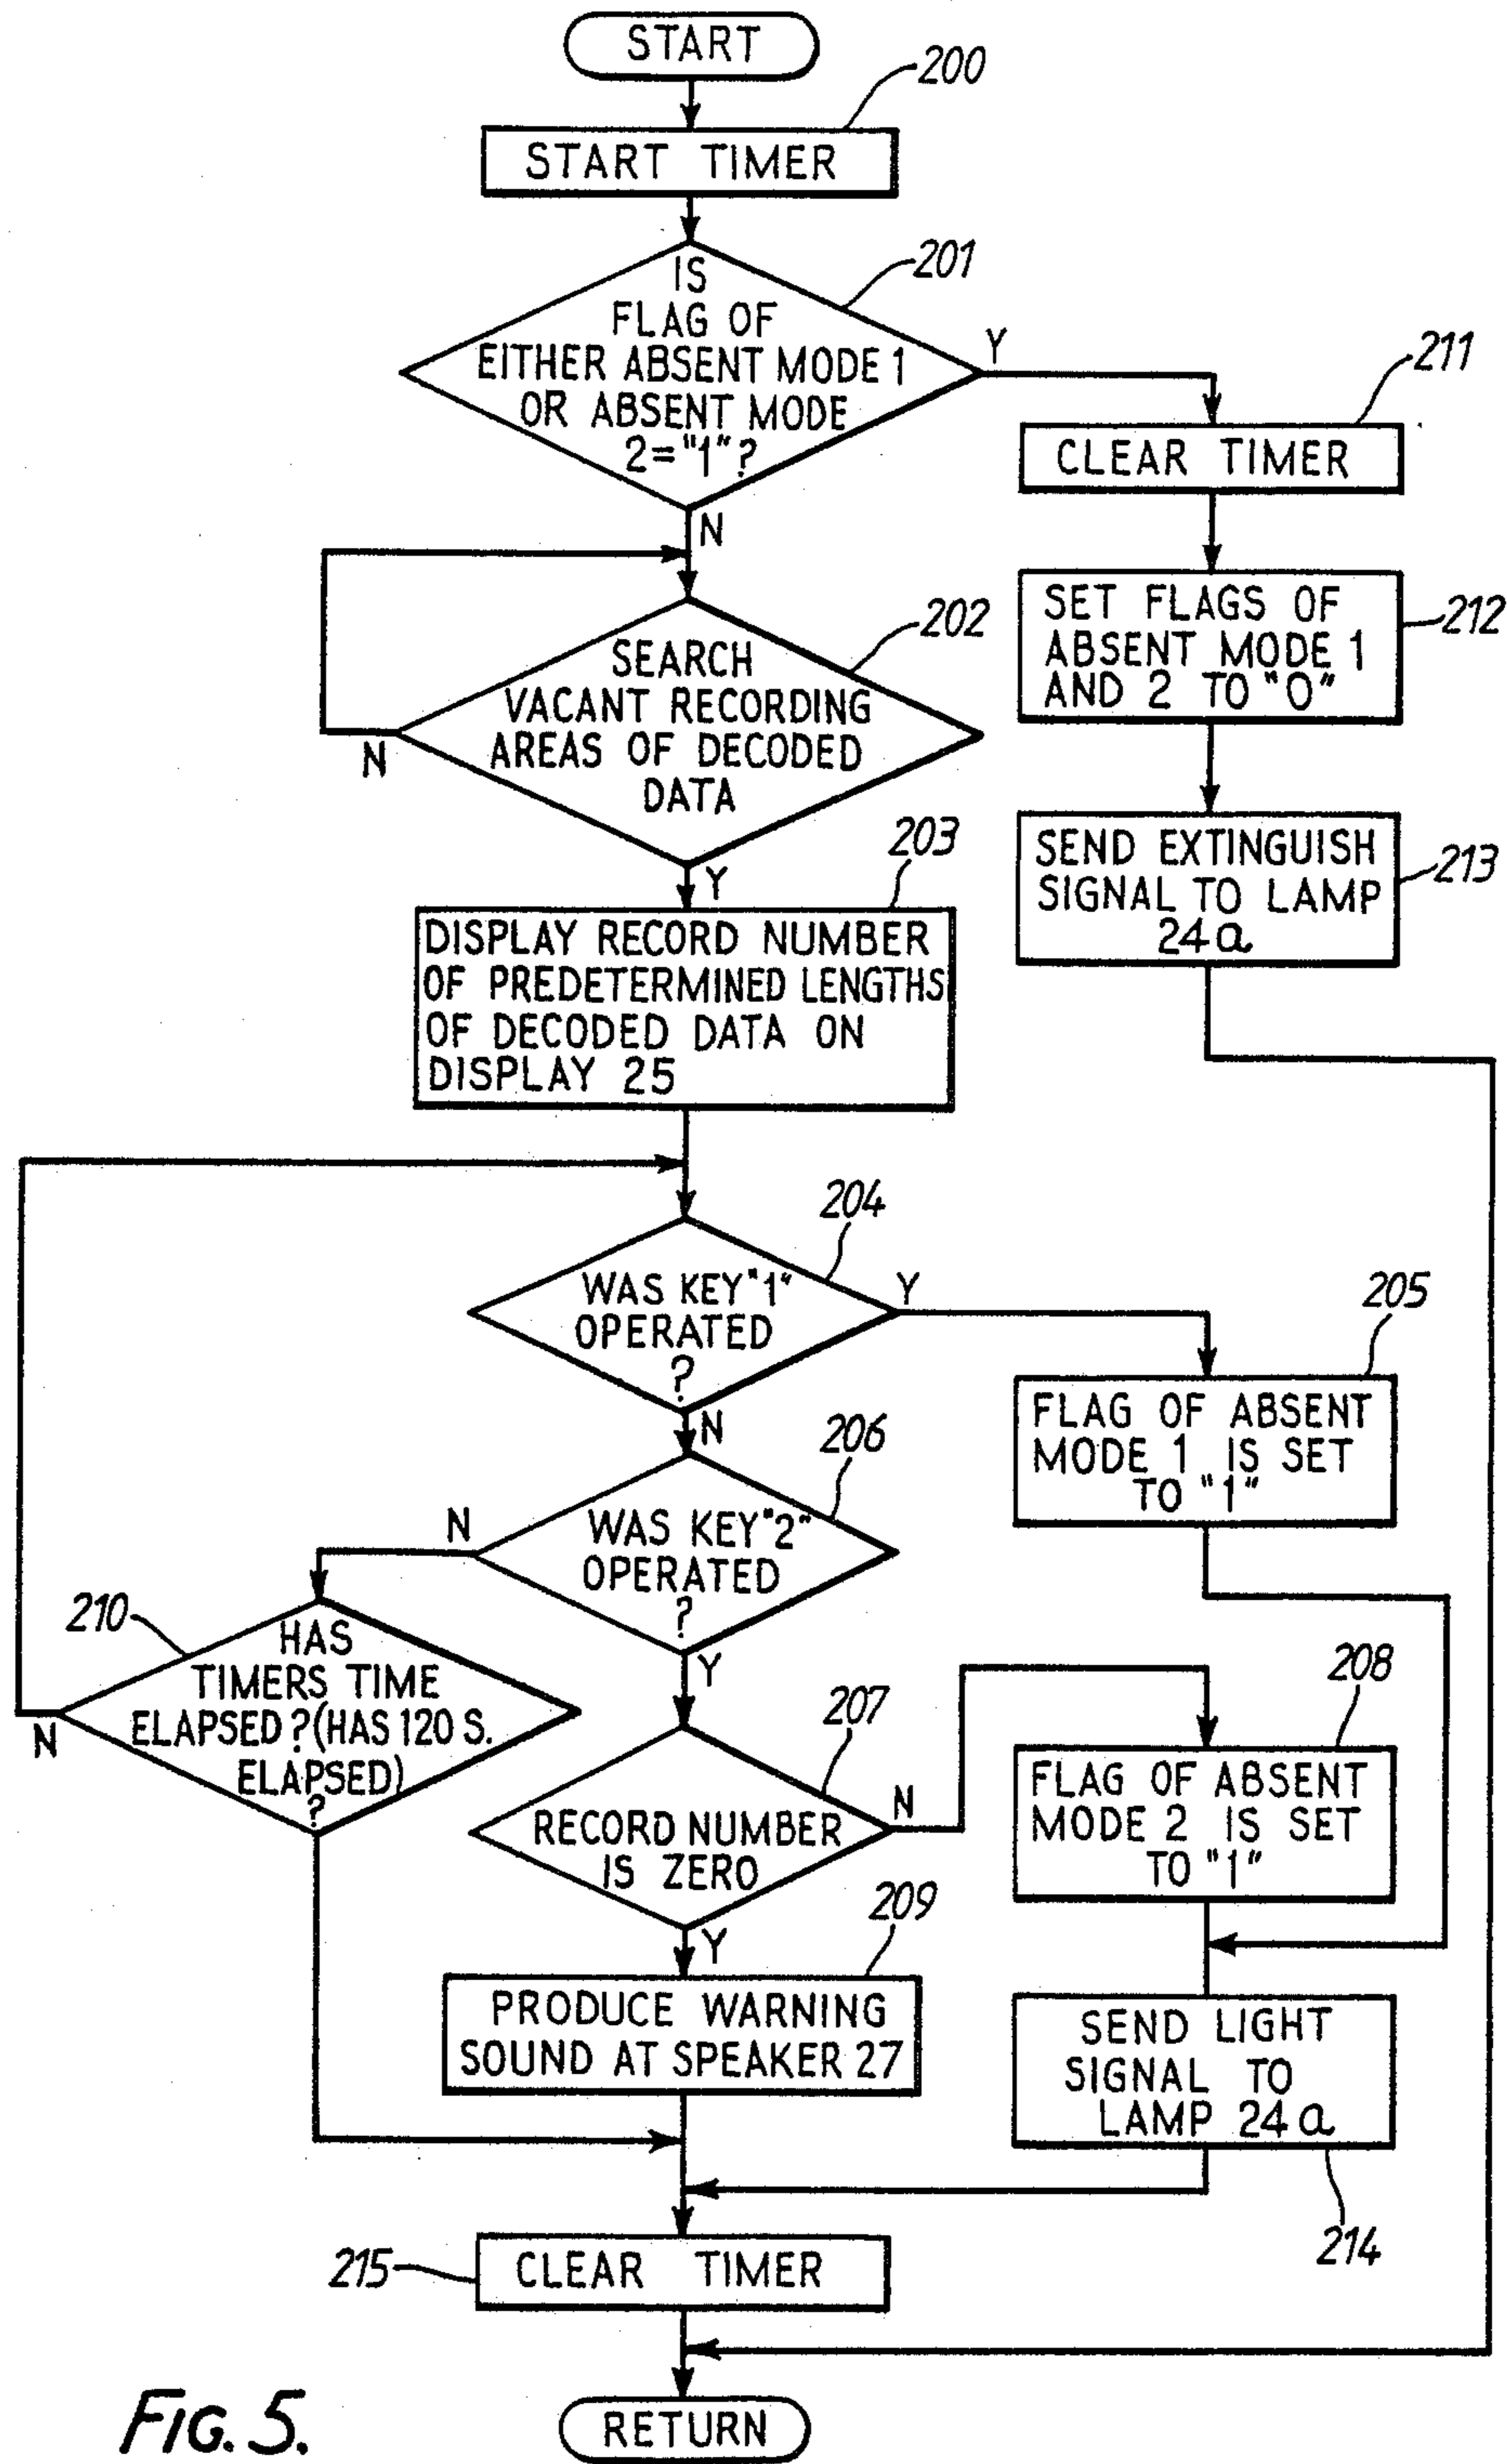 START
200
START TIMER
201
IS
FLAG OF
EITHER ABSENT MODE 1
OR ABSENT MODE
2="1"?
Y
N
211
CLEAR TIMER
202
SEARCH
VACANT RECORDING
AREAS OF DECODED
DATA
N
Y
212
SET FLAGS OF
ABSENT MODE 1
AND 2 TO "0"
203
DISPLAY RECORD NUMBER
OF PREDETERMINED LENGTHS
OF DECODED DATA ON
DISPLAY 25
213
SEND EXTINGUISH
SIGNAL TO LAMP
24a
204
WAS KEY "1"
OPERATED
?
Y
N
205
FLAG OF ABSENT
MODE 1 IS SET
TO "1"
206
WAS KEY "2"
OPERATED
?
N
Y
210
HAS
TIMERS TIME
ELAPSED?(HAS 120 S.
ELAPSED)
?
N
207
RECORD NUMBER
IS ZERO
N
Y
208
FLAG OF ABSENT
MODE 2 IS SET
TO "1"
209
PRODUCE WARNING
SOUND AT SPEAKER 27
SEND LIGHT
SIGNAL TO
LAMP 24a
214
215
CLEAR TIMER
RETURN
FIG. 5.